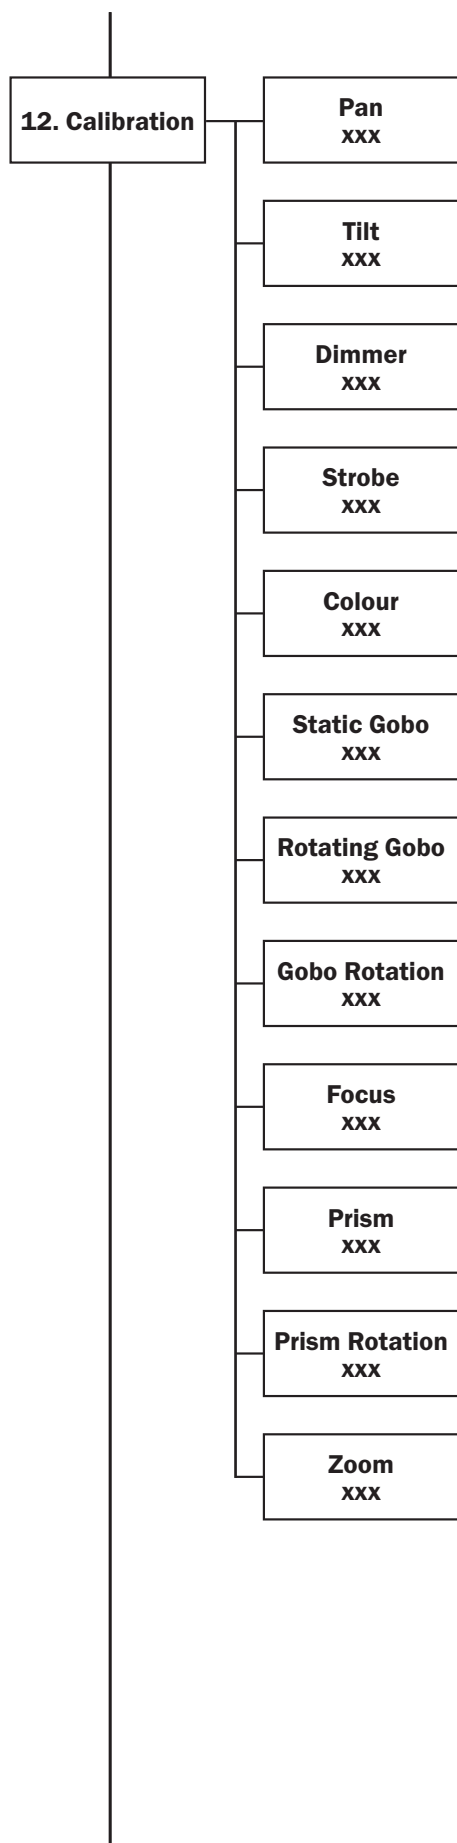 12. Calibration
Pan
xxx
Tilt
xxx
Dimmer
xxx
Strobe
xxx
Colour
xxx
Static Gobo
xxx
Rotating Gobo
xxx
Gobo Rotation
xxx
Focus
xxx
Prism
xxx
Prism Rotation
xxx
Zoom
xxx